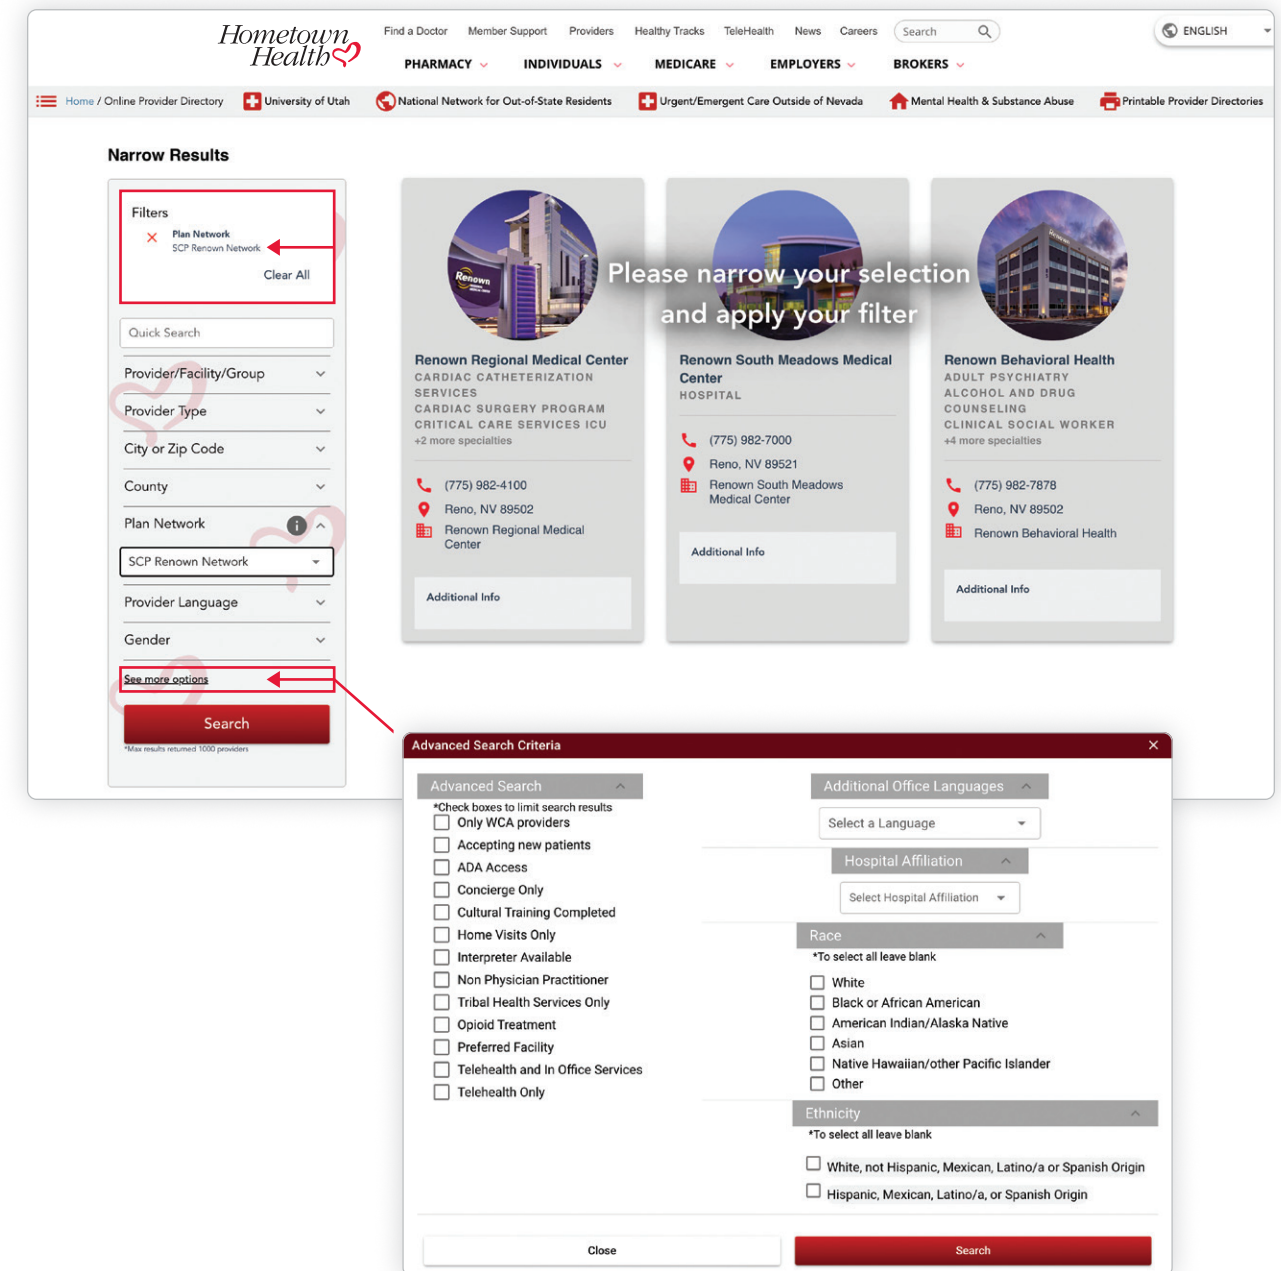 Hometown
Health
Find a Doctor Member Support Providers Healthy Tracks TeleHealth News Careers Search
ENGLISH
PHARMACY INDIVIDUALS MEDICARE EMPLOYERS BROKERS
Home / Online Provider Directory University of Utah National Network for Out-of-State Residents Urgent/Emergent Care Outside of Nevada Mental Health & Substance Abuse Printable Provider Directories
Narrow Results
Filters
Plan Network
SCP Renown Network
Clear All
Quick Search
Provider/Facility/Group
Provider Type
City or Zip Code
County
Plan Network
SCP Renown Network
Provider Language
Gender
See more options
Search
*Max results returned 1000 providers
Please narrow your selection
and apply your filter
Renown
Renown Regional Medical Center
CARDIAC CATHETERIZATION
SERVICES
CARDIAC SURGERY PROGRAM
CRITICAL CARE SERVICES ICU
+2 more specialties
(775) 982-4100
Reno, NV 89502
Renown Regional Medical
Center
Additional Info
Renown South Meadows Medical
Center
HOSPITAL
(775) 982-7000
Reno, NV 89521
Renown South Meadows
Medical Center
Additional Info
Renown
Renown Behavioral Health
ADULT PSYCHIATRY
ALCOHOL AND DRUG
COUNSELING
CLINICAL SOCIAL WORKER
+4 more specialties
(775) 982-7878
Reno, NV 89502
Renown Behavioral Health
Additional Info
Advanced Search Criteria
Advanced Search
*Check boxes to limit search results
Only WCA providers
Accepting new patients
ADA Access
Concierge Only
Cultural Training Completed
Home Visits Only
Interpreter Available
Non Physician Practitioner
Tribal Health Services Only
Opioid Treatment
Preferred Facility
Telehealth and In Office Services
Telehealth Only
Additional Office Languages
Select a Language
Hospital Affiliation
Select Hospital Affiliation
Race
*To select all leave blank
White
Black or African American
American Indian/Alaska Native
Asian
Native Hawaiian/other Pacific Islander
Other
Ethnicity
*To select all leave blank
White, not Hispanic, Mexican, Latino/a or Spanish Origin
Hispanic, Mexican, Latino/a, or Spanish Origin
Close
Search